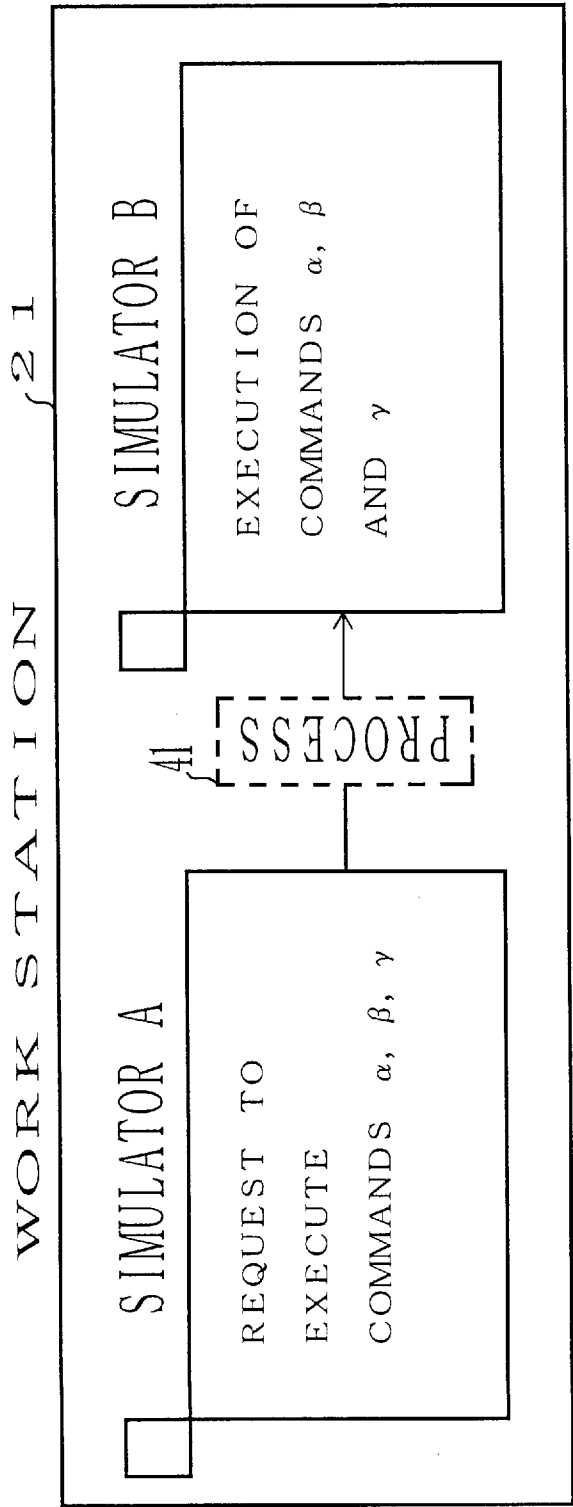 WORK STATION 21
SIMULATOR A
REQUEST TO
EXECUTE
COMMANDS α, β, γ
41
PROCESS
SIMULATOR B
EXECUTION OF
COMMANDS α, β
AND γ